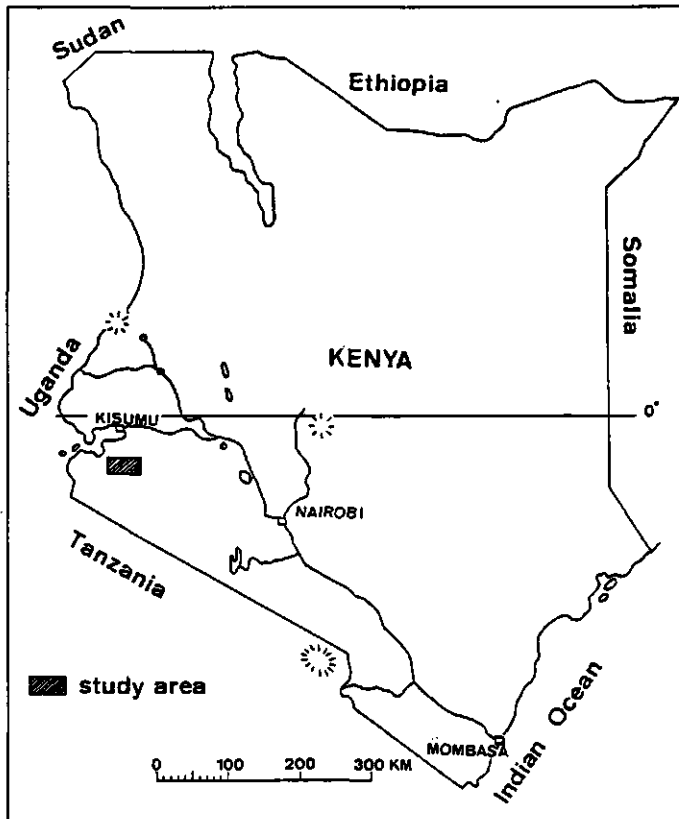 Sudan
Ethiopia
Somalia
Uganda
KENYA
0°
KISUMU
NAIROBI
Tanzania
study area
Indian Ocean
MOMBASA
0 100 200 300 KM